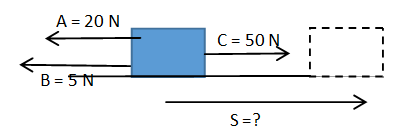 A = 20 N
C = 50 N
B = 5 N
S = ?